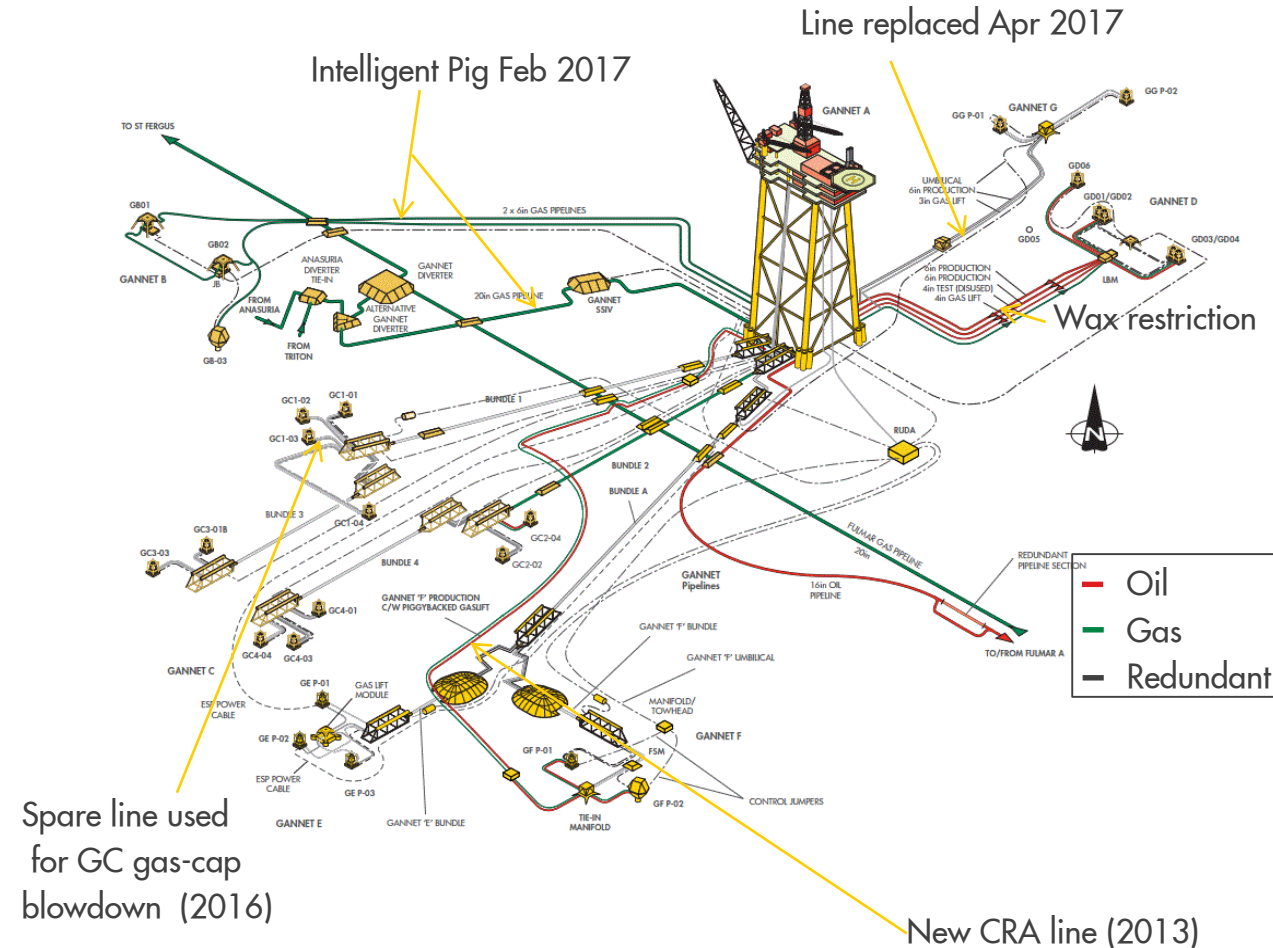 Line replaced Apr 2017
Intelligent Pig Feb 2017
GANNET A
GG P-01
GANNET G
GG P-02
TO ST FERGUS
UMBILICAL
6in PRODUCTION
3in GAS LIFT
GD06
GD01/GD02
GANNET D
GD05
GD03/GD04
GB01
2 x 6in GAS PIPELINES
GB02
JB
GANNET B
ANASURIA
DIVERTER
TIE-IN
GANNET
DIVERTER
20in GAS PIPELINE
GANNET
SSIV
FROM
ANASURIA
ALTERNATIVE
GANNET
DIVERTER
FROM
TRITON
GB-03
6in PRODUCTION
6in PRODUCTION
4in TEST (DISUSED)
4in GAS LIFT
LBM
Wax restriction
N
GC1-02
GC1-01
BUNDLE 1
GC1-03
RUDA
BUNDLE 2
BUNDLE A
BUNDLE 3
GC1-04
GC3-01B
GC3-03
GC2-04
GC2-02
BUNDLE 4
FULMAR GAS PIPELINE
20in
REDUNDANT
PIPELINE SECTION
GANNET
Pipelines
16in OIL
PIPELINE
GANNET 'F' PRODUCTION
C/W PIGGYBACKED GASLIFT
GC4-01
GC4-04
GC4-03
GANNET 'F' BUNDLE
TO/FROM FULMAR A
Oil
Gas
Redundant
GANNET C
GANNET 'F' UMBILICAL
GE P-01
GAS LIFT
MODULE
ESP POWER
CABLE
MANIFOLD/
TOWHEAD
GANNET F
GE P-02
GF P-01
FSM
ESP POWER
CABLE
GE P-03
GF P-02
CONTROL JUMPERS
GANNET E
GANNET 'E' BUNDLE
TIE-IN
MANIFOLD
Spare line used
for GC gas-cap
blowdown (2016)
New CRA line (2013)